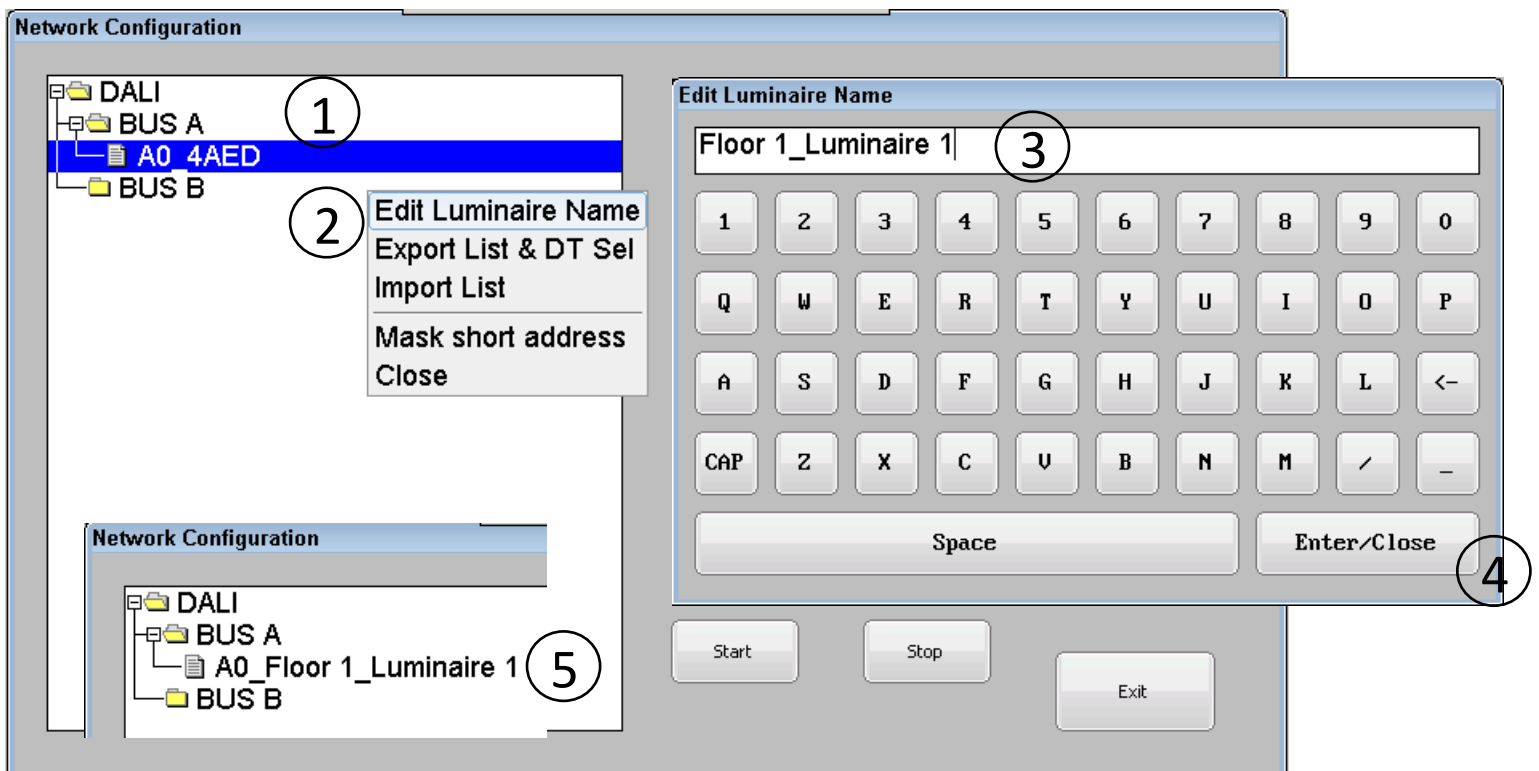 Network Configuration
DALI
BUS A
1
A0_4AED
BUS B
2
Edit Luminaire Name
Export List & DT Sel
Import List
Mask short address
Close
Edit Luminaire Name
Floor 1_Luminaire 1
3
1 2 3 4 5 6 7 8 9 0
Q W E R T Y U I O P
A S D F G H J K L <-
CAP Z X C V B N M / _
Space Enter/Close
4
Network Configuration
DALI
BUS A
A0_Floor 1_Luminaire 1
5
BUS B
Start Stop
Exit